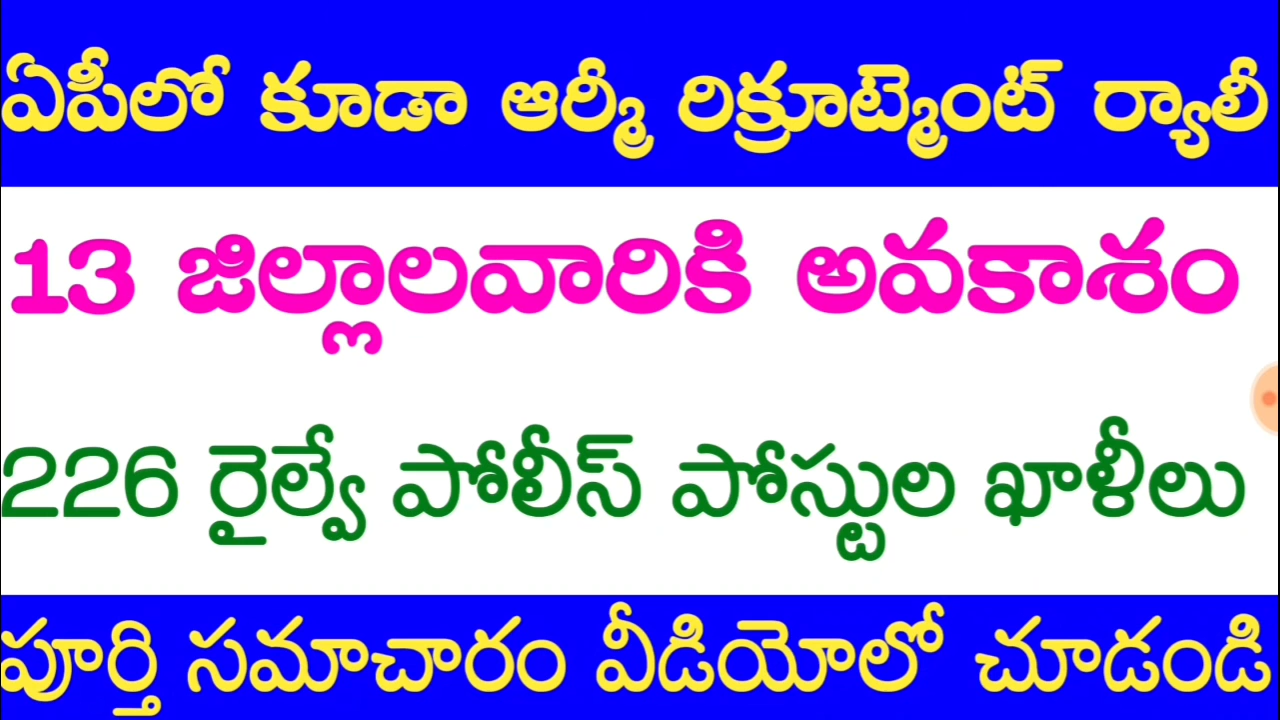 ఏపీలో కూడా ఆర్మీ రిక్రూట్మెంట్ ర్యాలీ
13 జిల్లాలవారికి అవకాశం
226 రైల్వే పోలీస్ పోస్టుల ఖాళీలు
పూర్తి సమాచారం వీడియోలో చూడండి